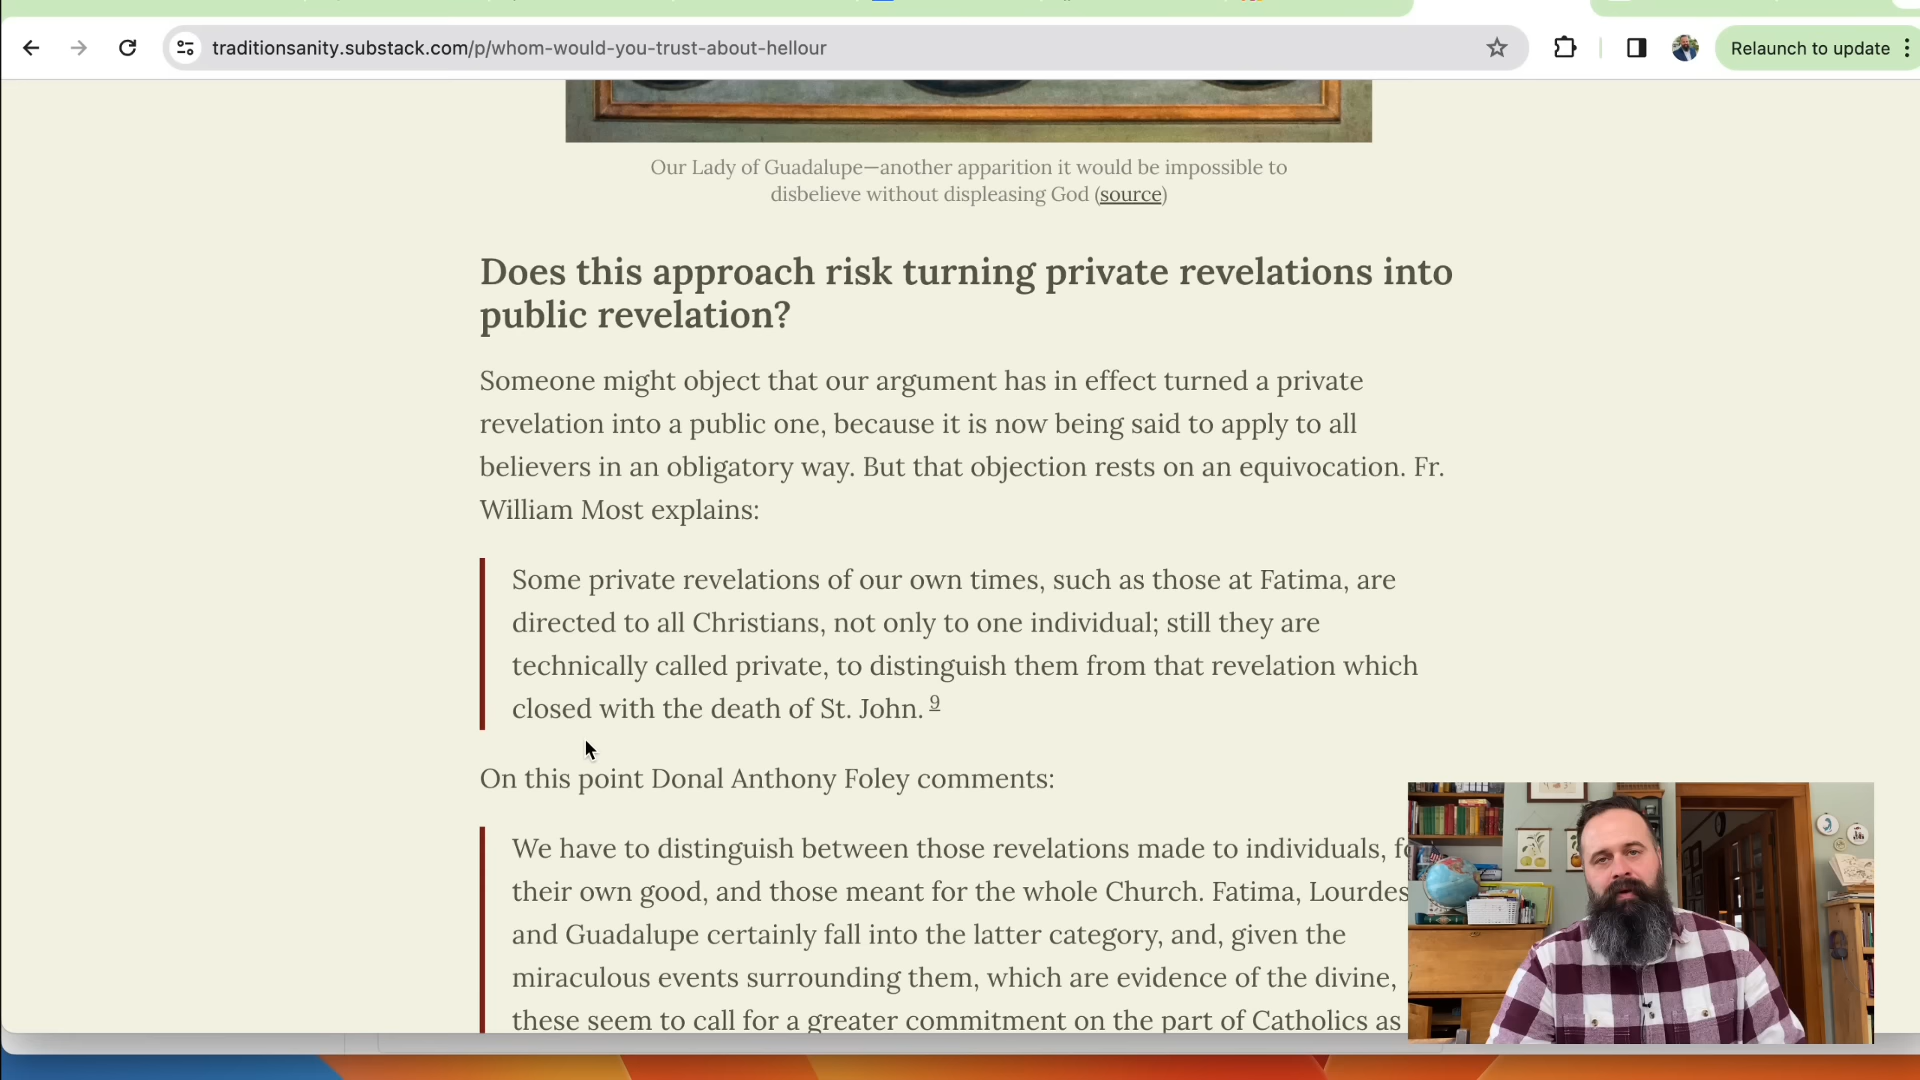 traditionsanity.substack.com/p/whom-would-you-trust-about-hellour
Relaunch to update
Our Lady of Guadalupe—another apparition it would be impossible to
disbelieve without displeasing God (source)
Does this approach risk turning private revelations into
public revelation?
Someone might object that our argument has in effect turned a private
revelation into a public one, because it is now being said to apply to all
believers in an obligatory way. But that objection rests on an equivocation. Fr.
William Most explains:
Some private revelations of our own times, such as those at Fatima, are
directed to all Christians, not only to one individual; still they are
technically called private, to distinguish them from that revelation which
closed with the death of St. John. 9
On this point Donal Anthony Foley comments:
We have to distinguish between those revelations made to individuals,
their own good, and those meant for the whole Church. Fatima, Lourdes
and Guadalupe certainly fall into the latter category, and, given the
miraculous events surrounding them, which are evidence of the divine,
these seem to call for a greater commitment on the part of Catholics as